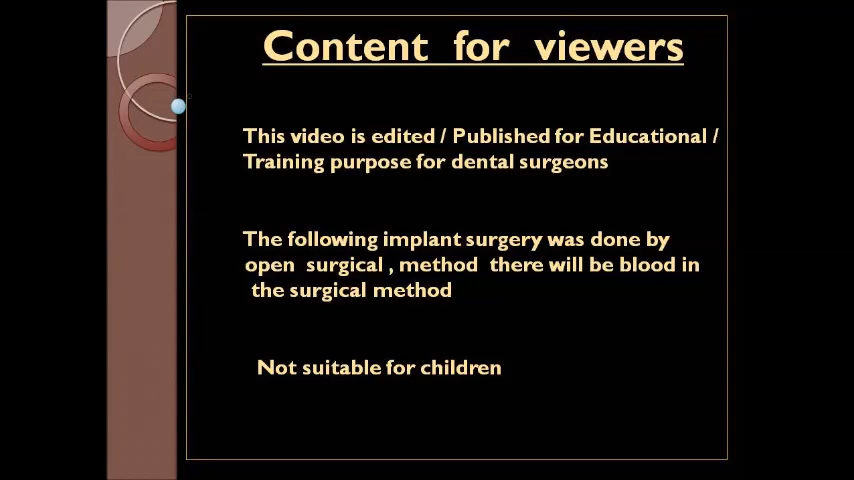 Content for viewers
This video is edited / Published for Educational /
Training purpose for dental surgeons
The following implant surgery was done by
open surgical , method there will be blood in
the surgical method
Not suitable for children